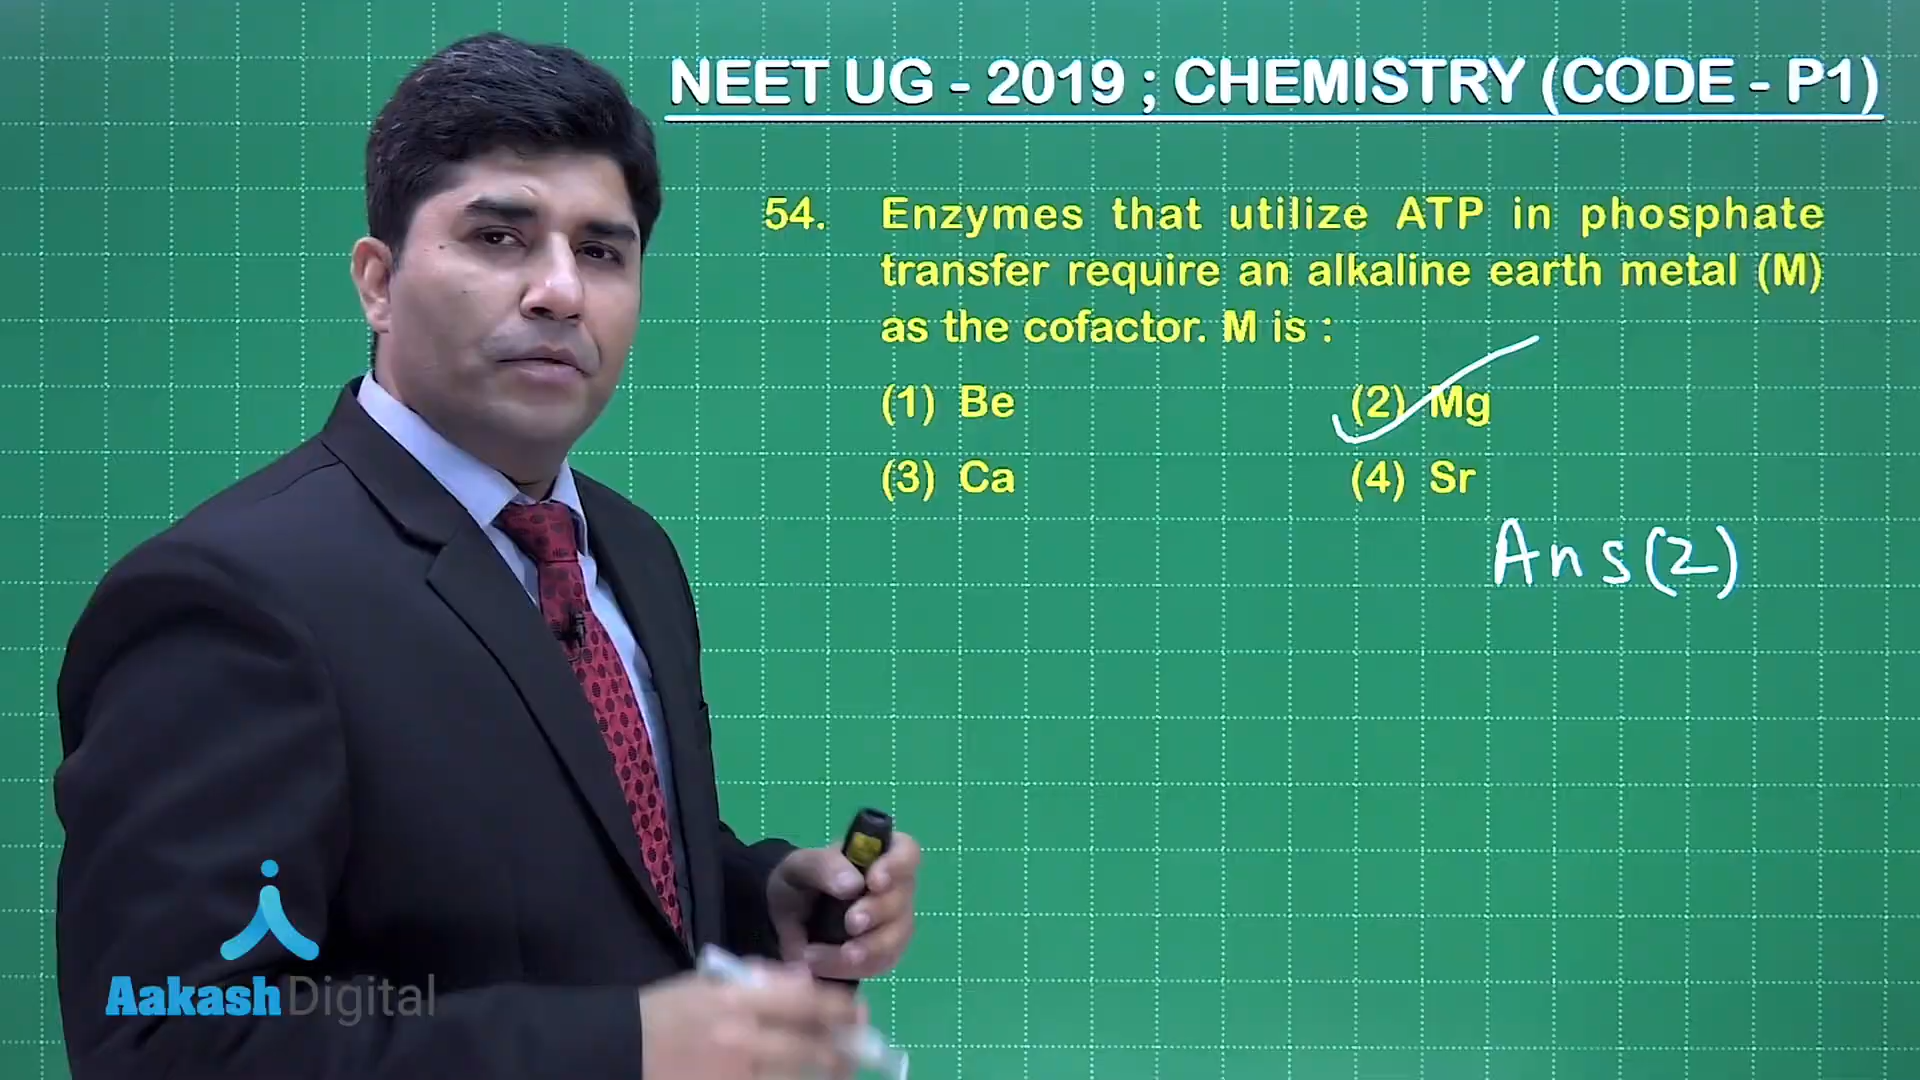 NEET UG - 2019 ; CHEMISTRY (CODE - P1)
54. Enzymes that utilize ATP in phosphate
transfer require an alkaline earth metal (M)
as the cofactor. M is :
(1) Be (2) Mg
(3) Ca (4) Sr
Ans(2)
Aakash Digital